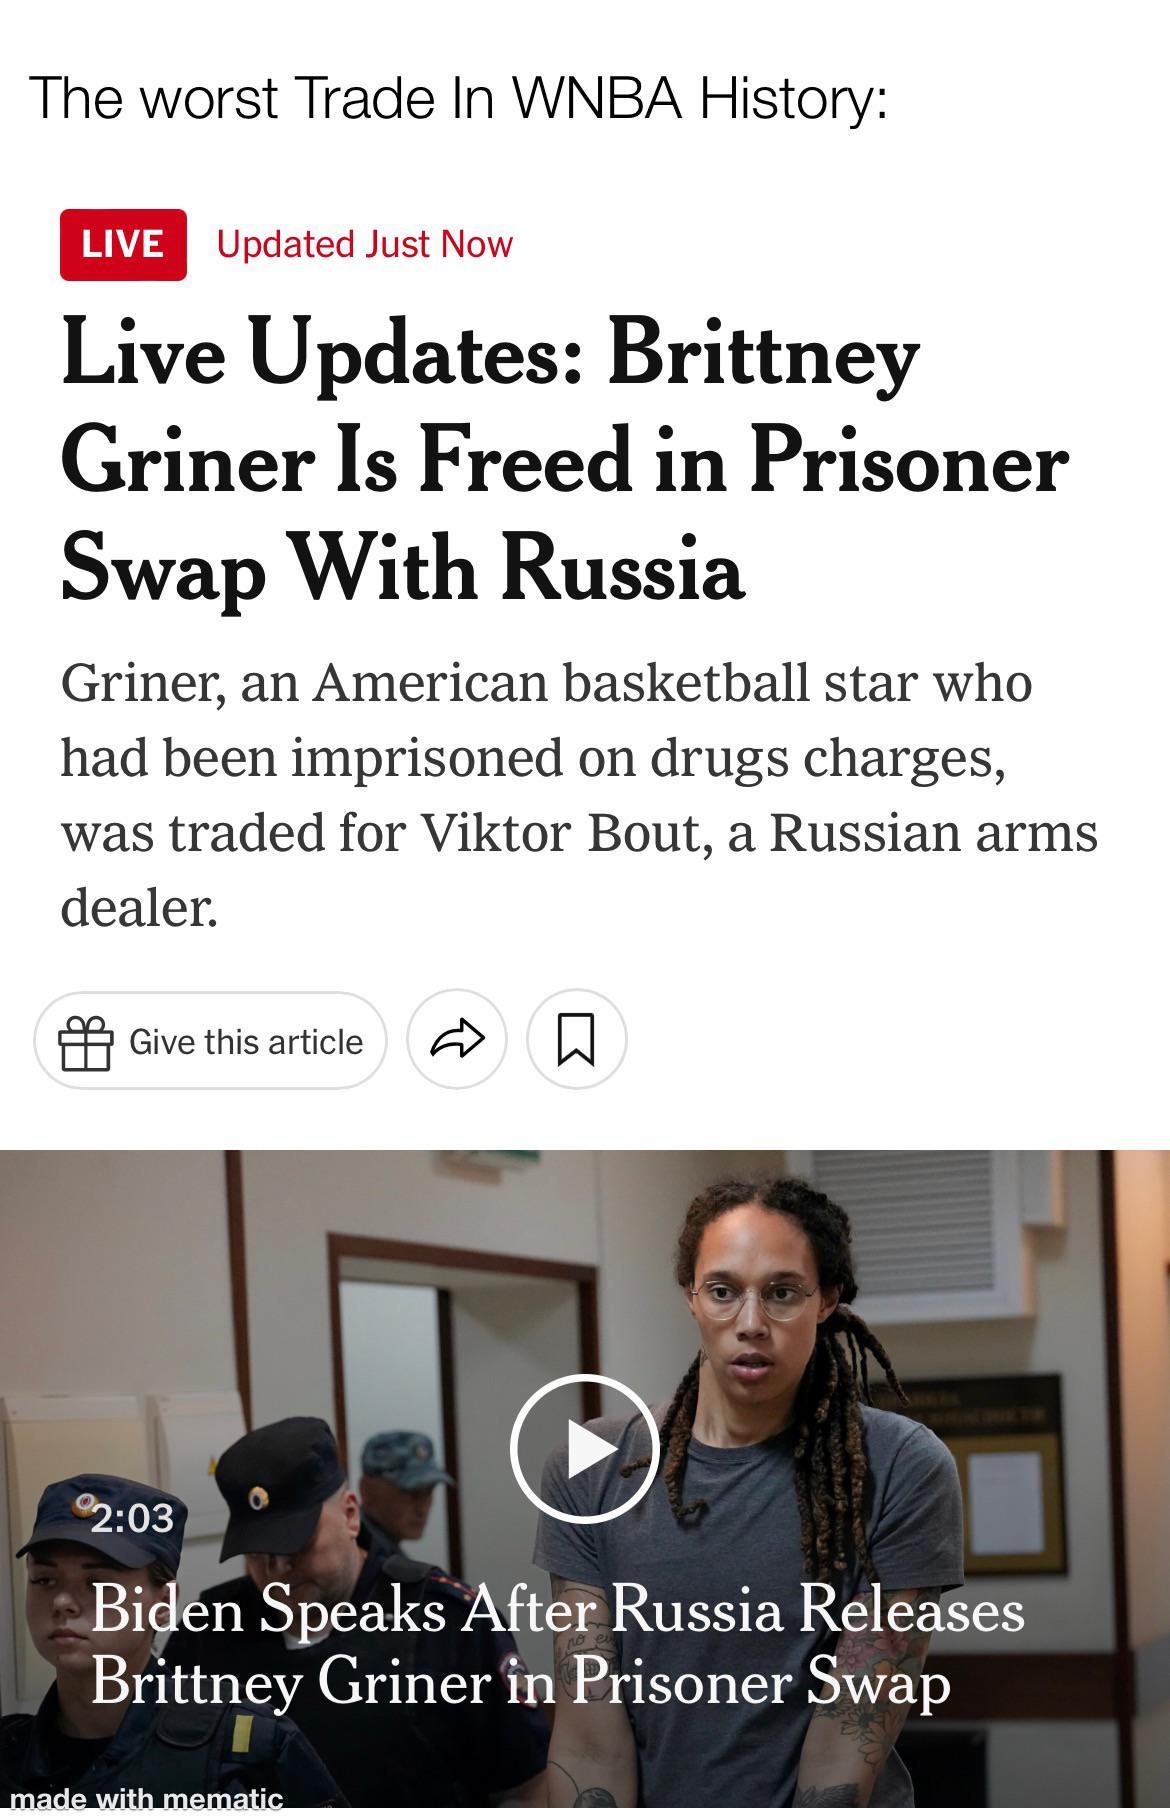 The worst Trade In WNBA History:
LIVE Updated Just Now
Live Updates: Brittney
Griner Is Freed in Prisoner
Swap With Russia
Griner, an American basketball star who
had been imprisoned on drugs charges,
was traded for Viktor Bout, a Russian arms
dealer.
Give this article
2:03
Biden Speaks After Russia Releases
Brittney Griner in Prisoner Swap
made with mematic